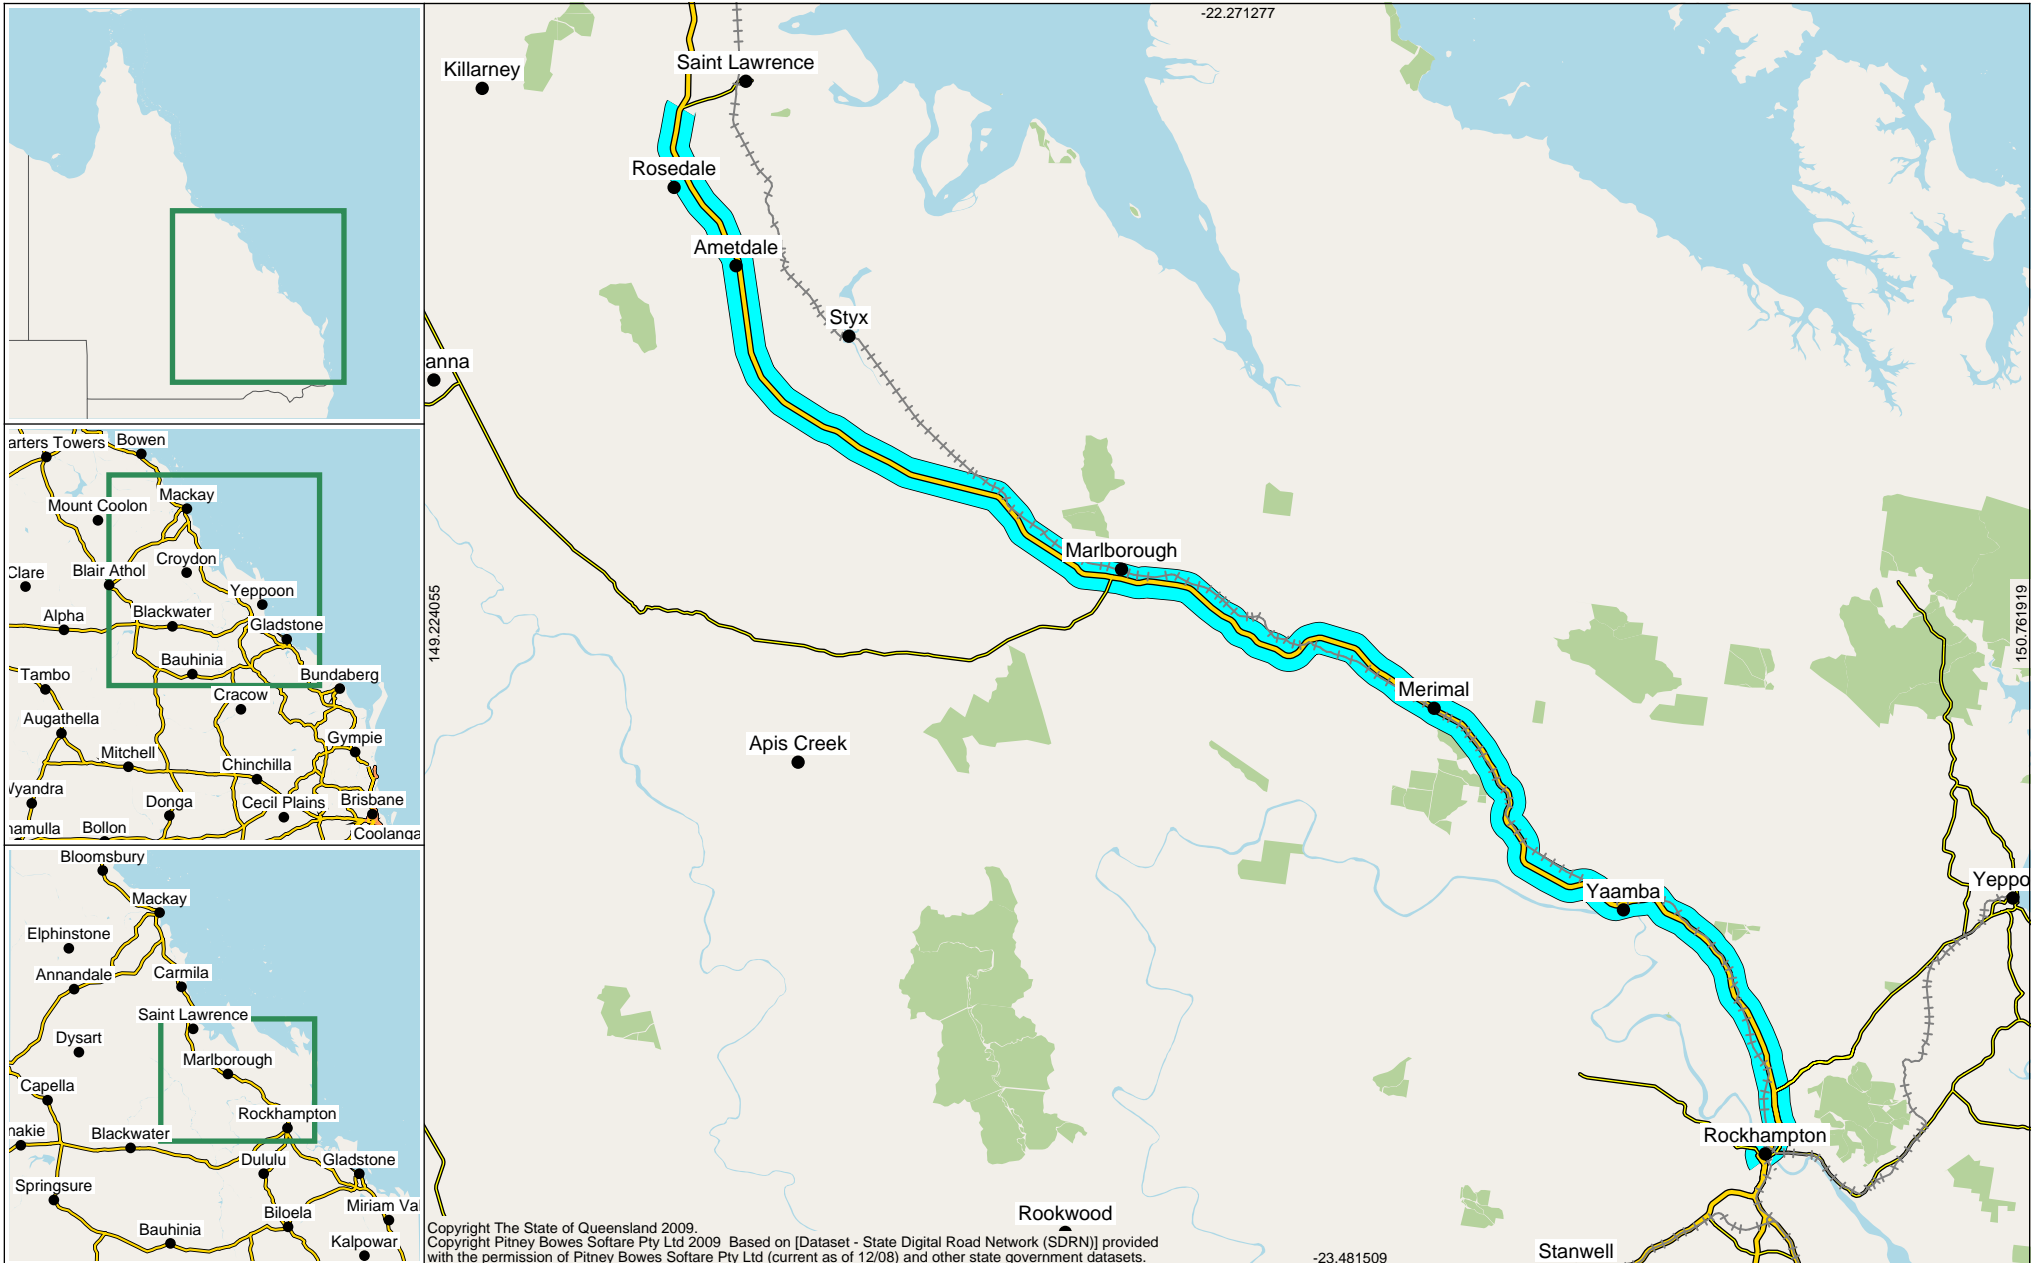 arters Towers
Bowen
Mackay
Mount Coolon
Croydon
Clare
Blair Athol
Yeppoon
Alpha
Blackwater
Gladstone
Tambo
Bauhinia
Bundaberg
Cracow
Augathella
Gympie
Mitchell
Chinchilla
Wyandra
Donga
Cecil Plains
Brisbane
namulla
Bollon
Coolanga
Bloomsbury
Mackay
Elphinstone
Annandale
Carmila
Saint Lawrence
Dysart
Marlborough
Capella
Rockhampton
nakie
Blackwater
Dululu
Gladstone
Springsure
Biloela
Miriam Va
Bauhinia
Kalpowar
-22.271277
Killarney
Saint Lawrence
Rosedale
Ametdale
Styx
anna
Marlborough
149.224055
150.761919
Merimal
Apis Creek
Yaamba
Yeppo
Rockhampton
Rookwood
Stanwell
-23.481509
Copyright The State of Queensland 2009.
Copyright Pitney Bowes Softare Pty Ltd 2009 Based on [Dataset - State Digital Road Network (SDRN)] provided
with the permission of Pitney Bowes Softare Pty Ltd (current as of 12/08) and other state government datasets.